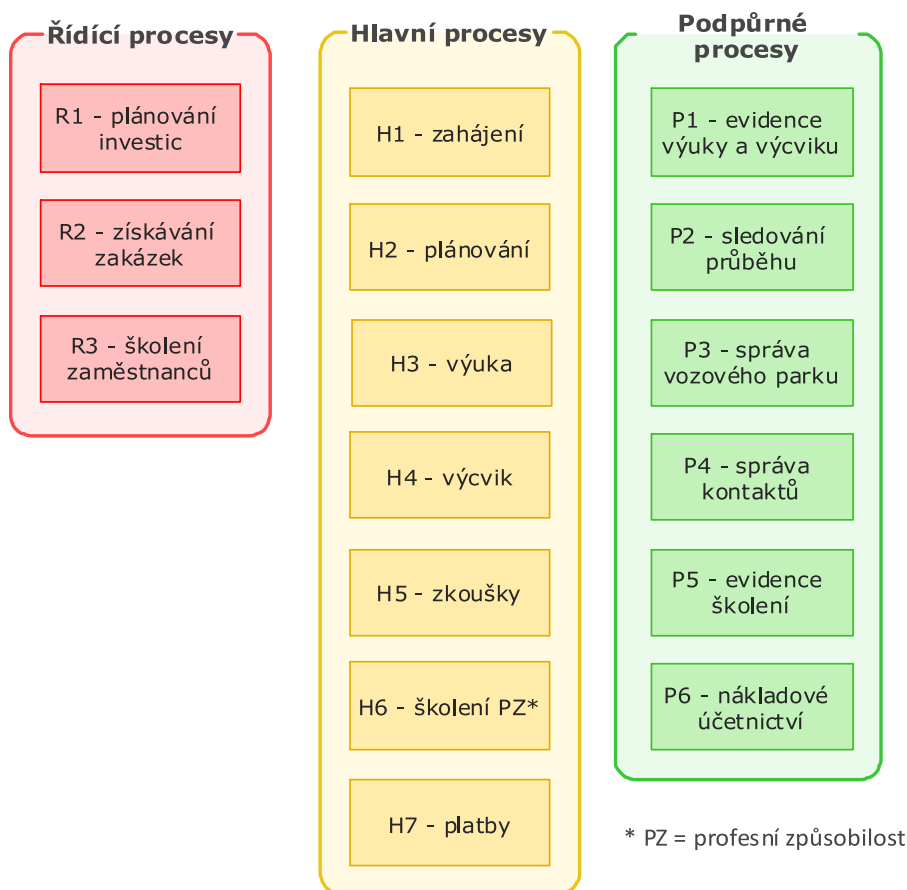 Řídící procesy
R1 - plánování
investic
R2 - získávání
zakázek
R3 - školení
zaměstnanců
Hlavní procesy
H1 - zahájení
H2 - plánování
H3 - výuka
H4 - výcvik
H5 - zkoušky
H6 - školení PZ*
H7 - platby
Podpůrné
procesy
P1 - evidence
výuky a výcviku
P2 - sledování
průběhu
P3 - správa
vozového parku
P4 - správa
kontaktů
P5 - evidence
školení
P6 - nákladové
účetnictví
* PZ = profesní způsobilost